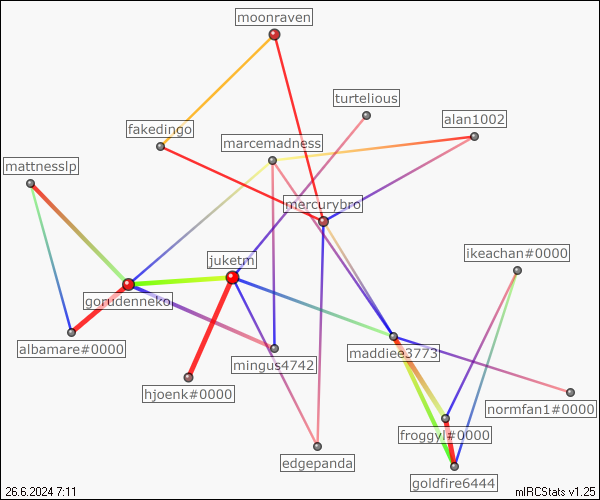 moonraven
turtelious
alan1002
fakedingo
marcemadness
mattnesslp
mercurybro
ikeachan#0000
juketn
gorudenneko
albamare#0000
maddiee3773
mingus4742
hjoenk#0000
normfan1#0000
froggyl#0000
edgepanda
goldfire6444
26.6.2024 7:11
mIRCStats v1.25